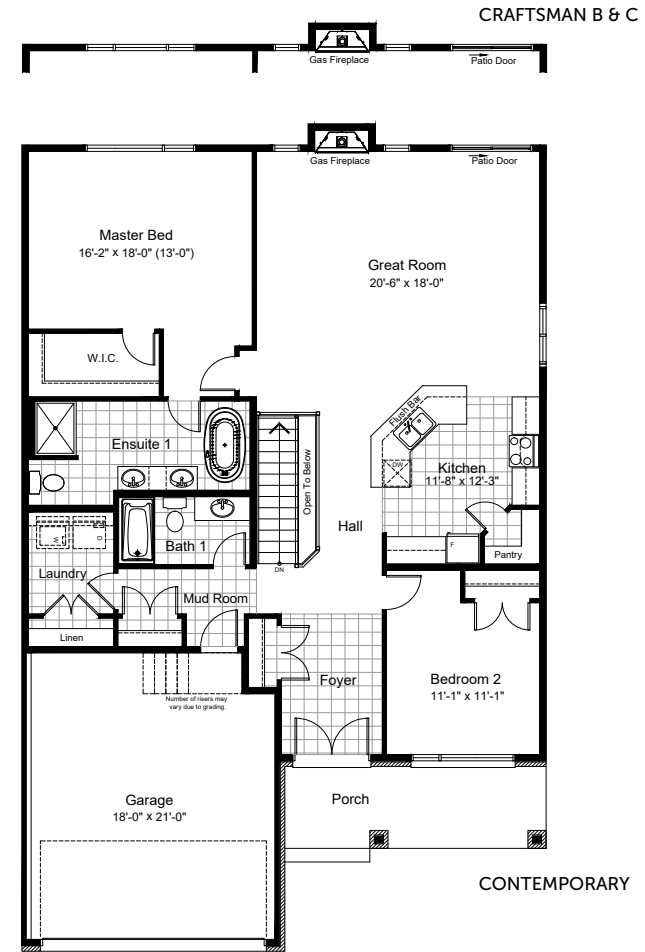 CRAFTSMAN B & C
Gas Fireplace
Patio Door
Gas Fireplace
Patio Door
Master Bed
16'-2" x 18'-0" (13'-0")
Great Room
20'-6" x 18'-0"
W.I.C.
Flush Bar
Ensuite 1
Open To Below
DW
Kitchen
11'-8" x 12'-3"
Hall
W
D
Bath 1
F
Pantry
Laundry
DN
Mud Room
Linen
Foyer
Bedroom 2
11'-1" x 11'-1"
Number of risers may
vary due to grading.
Garage
18'-0" x 21'-0"
Porch
CONTEMPORARY